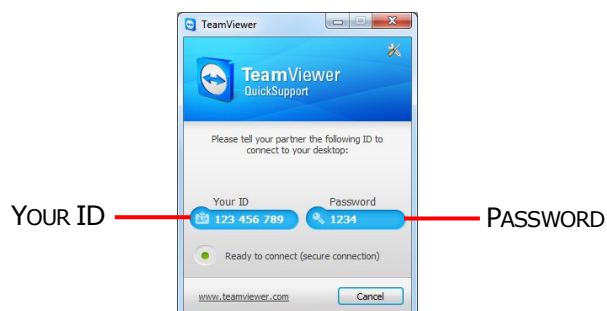 TeamViewer
TeamViewer
QuickSupport
Please tell your partner the following ID to
connect to your desktop:
Your ID Password
YOUR ID 123 456 789 1234 PASSWORD
Ready to connect (secure connection)
www.teamviewer.com Cancel